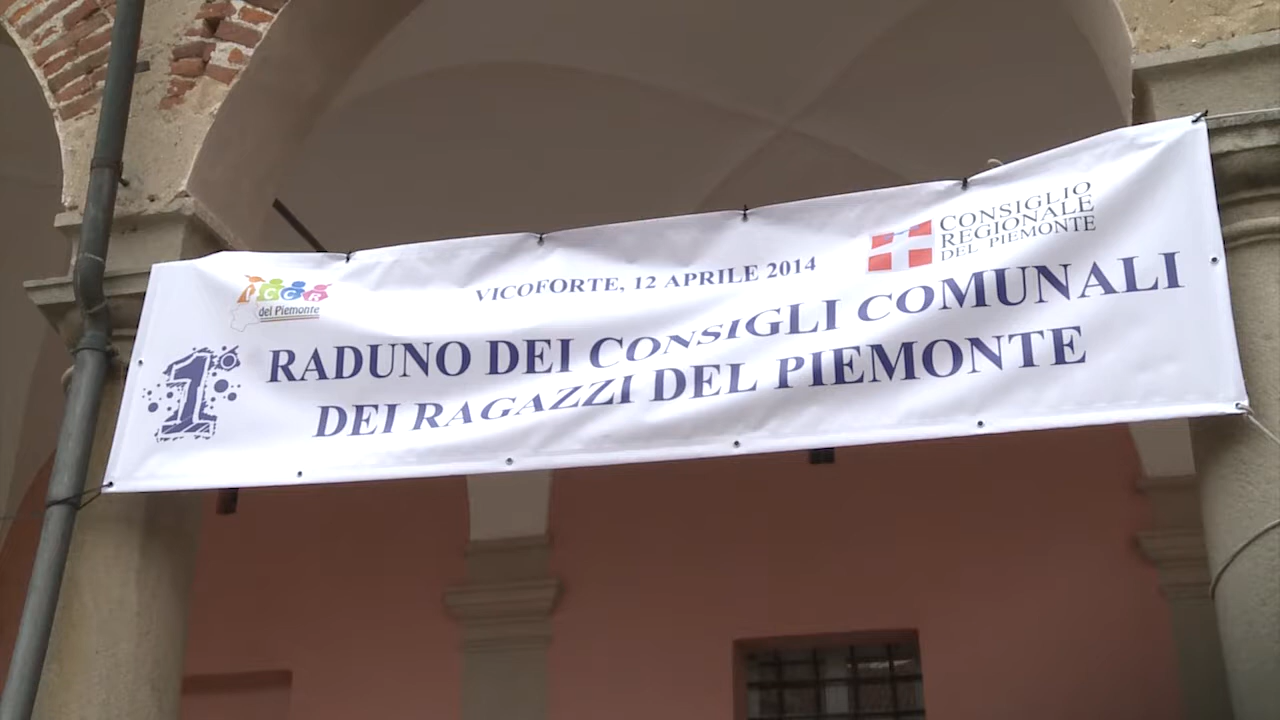 CCR
del Piemonte
VICOFORTE, 12 APRILE 2014
CONSIGLIO
REGIONALE
DEL PIEMONTE
1° RADUNO DEI CONSIGLI COMUNALI
DEI RAGAZZI DEL PIEMONTE